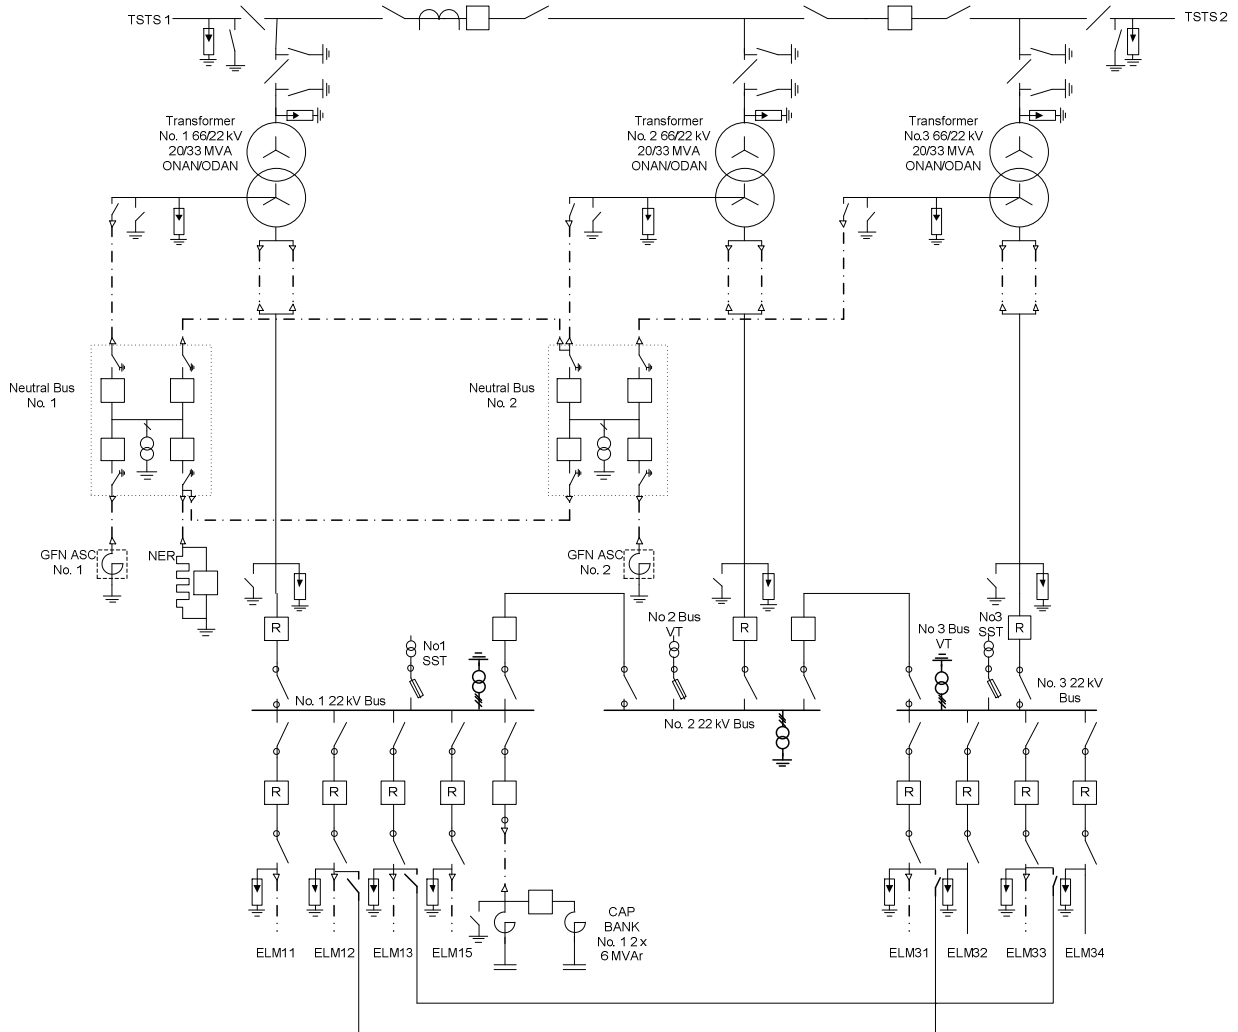 TSTS 1
TSTS 2
Transformer
No. 1 66/22 kV
20/33 MVA
ONAN/ODAN
Transformer
No. 2 66/22 kV
20/33 MVA
ONAN/ODAN
Transformer
No.3 66/22 kV
20/33 MVA
ONAN/ODAN
Neutral Bus
No. 1
Neutral Bus
No. 2
GFN ASC
No. 1
NER
GFN ASC
No. 2
R
No1
SST
No 2 Bus
VT
R
No 3 Bus
VT
No3
SST
R
No. 1 22 kV Bus
No. 2 22 kV Bus
No. 3 22 kV
Bus
R
R
R
R
R
R
R
R
CAP
BANK
No. 1 2 x
6 MVAr
ELM11
ELM12
ELM13
ELM15
ELM31
ELM32
ELM33
ELM34